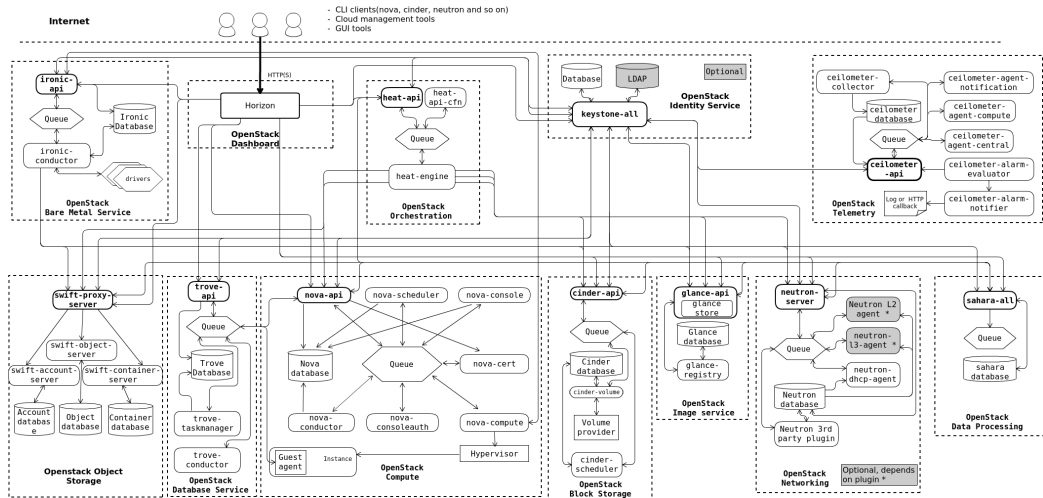 Internet
- CLI clients(nova, cinder, neutron and so on)
- Cloud management tools
- GUI tools
HTTP(S)
ironic-
api
Queue
Ironic
Database
ironic-
conductor
drivers
OpenStack
Bare Metal Service
Horizon
OpenStack
Dashboard
heat-api
heat-
api-cfn
Queue
heat-engine
OpenStack
Orchestration
Database
LDAP
Optional
OpenStack
Identity Service
keystone-all
ceilometer-
collector
ceilometer-agent-
notification
ceilometer
database
ceilometer-
agent-compute
Queue
ceilometer-
agent-central
ceilometer
-api
ceilometer-alarm-
evaluator
Log or HTTP
callback
ceilometer-alarm-
notifier
OpenStack
Telemetry
swift-proxy-
server
swift-object-
server
swift-account-
server
swift-container-
server
Account
databas
e
Object
database
Container
database
Openstack Object
Storage
trove-
api
Queue
Trove
Database
trove-
taskmanager
trove-
conductor
OpenStack
Database Service
nova-api
nova-scheduler
nova-console
Nova
database
Queue
nova-cert
nova-
conductor
nova-
consoleauth
nova-compute
Guest
agent
Instance
Hypervisor
OpenStack
Compute
cinder-api
Queue
Cinder
database
cinder-volume
Volume
provider
cinder-
scheduler
OpenStack
Block Storage
glance-api
glance
store
Glance
database
glance-
registry
OpenStack
Image service
neutron-
server
Neutron L2
agent *
Queue
neutron-
l3-agent *
neutron-
dhcp-agent
Neutron
database
Neutron 3rd
party plugin
OpenStack
Networking
Optional, depends
on plugin *
sahara-all
Queue
sahara
database
OpenStack
Data Processing